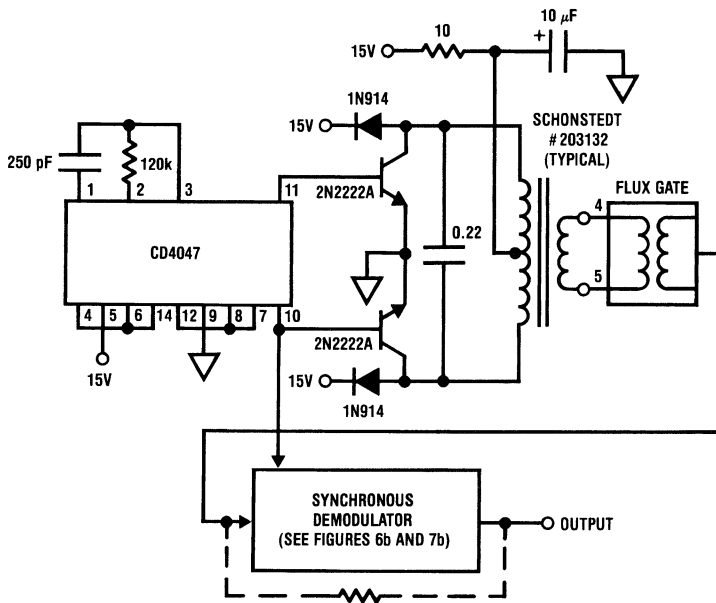 10 μF
10
+
15V
1N914
15V
SCHONSTEDT
# 203132
(TYPICAL)
250 pF
120k
1
2
3
11
2N2222A
FLUX GATE
4
CD4047
0.22
5
4
5
6
14
12
9
8
7
10
2N2222A
15V
15V
1N914
SYNCHRONOUS
DEMODULATOR
(SEE FIGURES 6b AND 7b)
OUTPUT